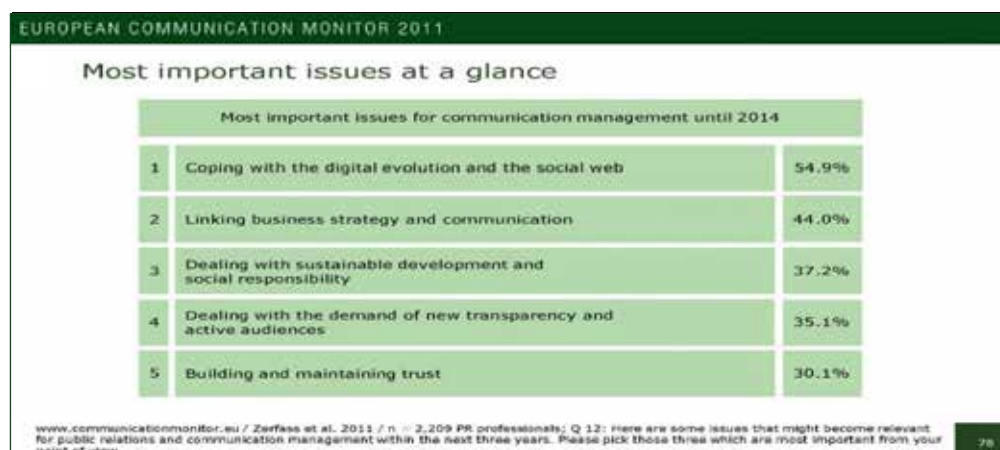 EUROPEAN COMMUNICATION MONITOR 2011
Most important issues at a glance
Most important issues for communication management until 2014
1 Coping with the digital evolution and the social web 54.9%
2 Linking business strategy and communication 44.0%
3 Dealing with sustainable development and
social responsibility 37.2%
4 Dealing with the demand of new transparency and
active audiences 35.1%
5 Building and maintaining trust 30.1%
www.communicationmonitor.eu / Zerfass et al. 2011 / n = 2,209 PR professionals; Q 12: Here are some issues that might become relevant
for public relations and communication management within the next three years. Please pick those three which are most important from your
point of view.
78